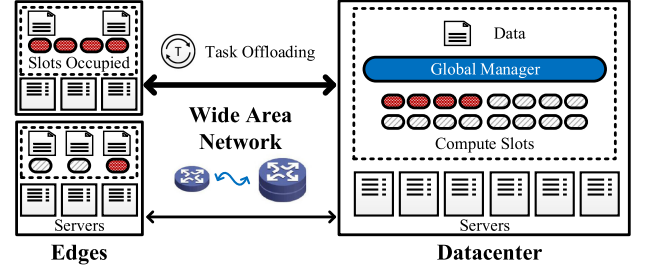 Slots Occupied
T
Task Offloading
Wide Area
Network
Servers
Edges
Data
Global Manager
Compute Slots
Servers
Datacenter